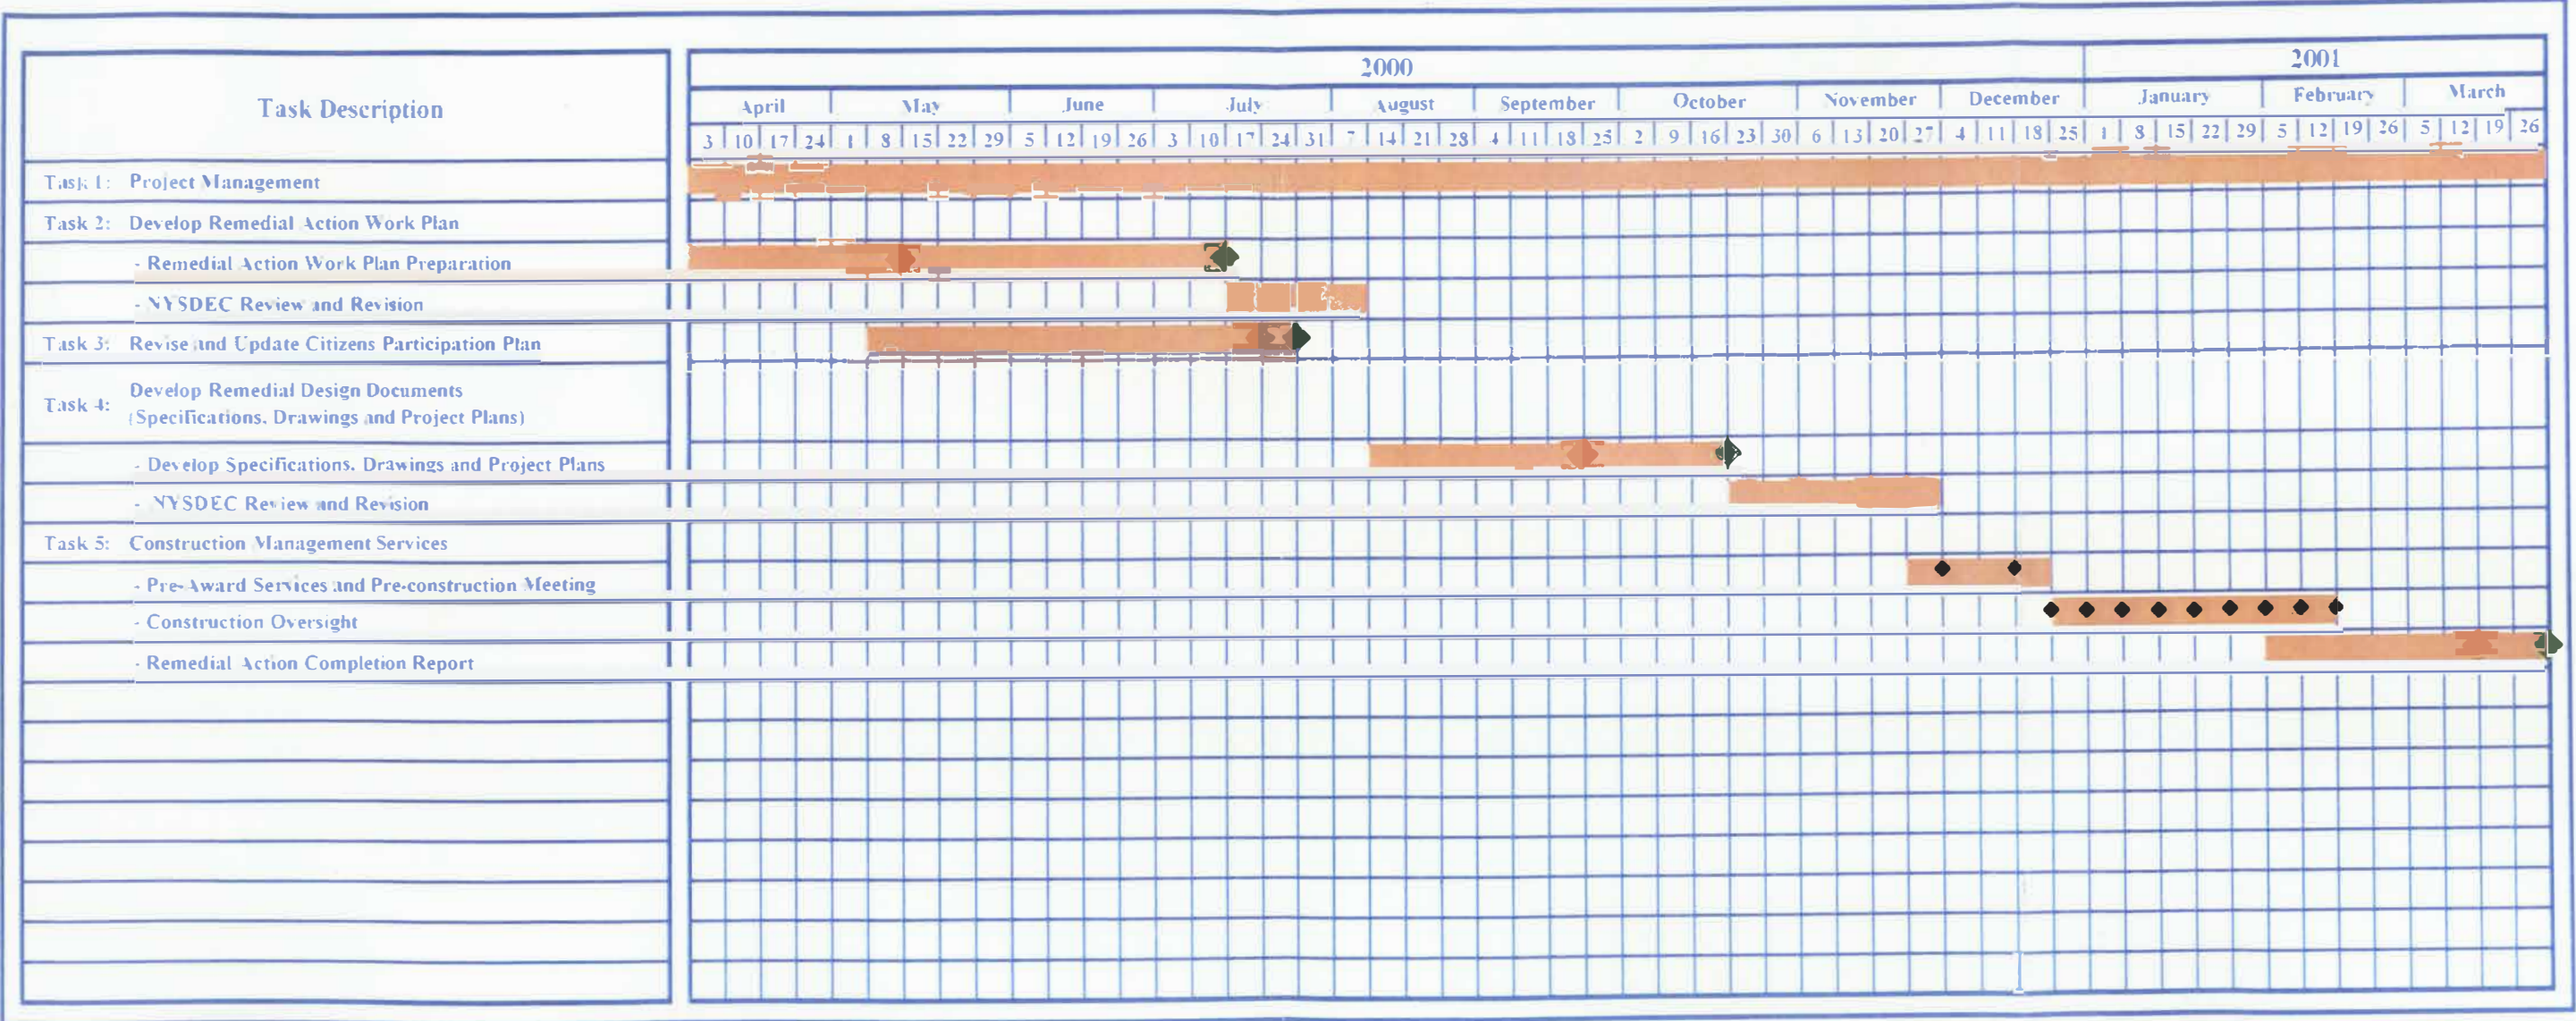 2000
2001
Task Description
April May June July August September October November December January February March
3 10 17 24 1 8 15 22 29 5 12 19 26 3 10 17 24 31 7 14 21 28 4 11 18 25 2 9 16 23 30 6 13 20 27 4 11 18 25 1 8 15 22 29 5 12 19 26 5 12 19 26
Task 1: Project Management
Task 2: Develop Remedial Action Work Plan
- Remedial Action Work Plan Preparation
- NYSDEC Review and Revision
Task 3: Revise and Update Citizens Participation Plan
Task 4: Develop Remedial Design Documents
(Specifications, Drawings and Project Plans)
- Develop Specifications, Drawings and Project Plans
- NYSDEC Review and Revision
Task 5: Construction Management Services
- Pre-Award Services and Pre-construction Meeting
- Construction Oversight
- Remedial Action Completion Report